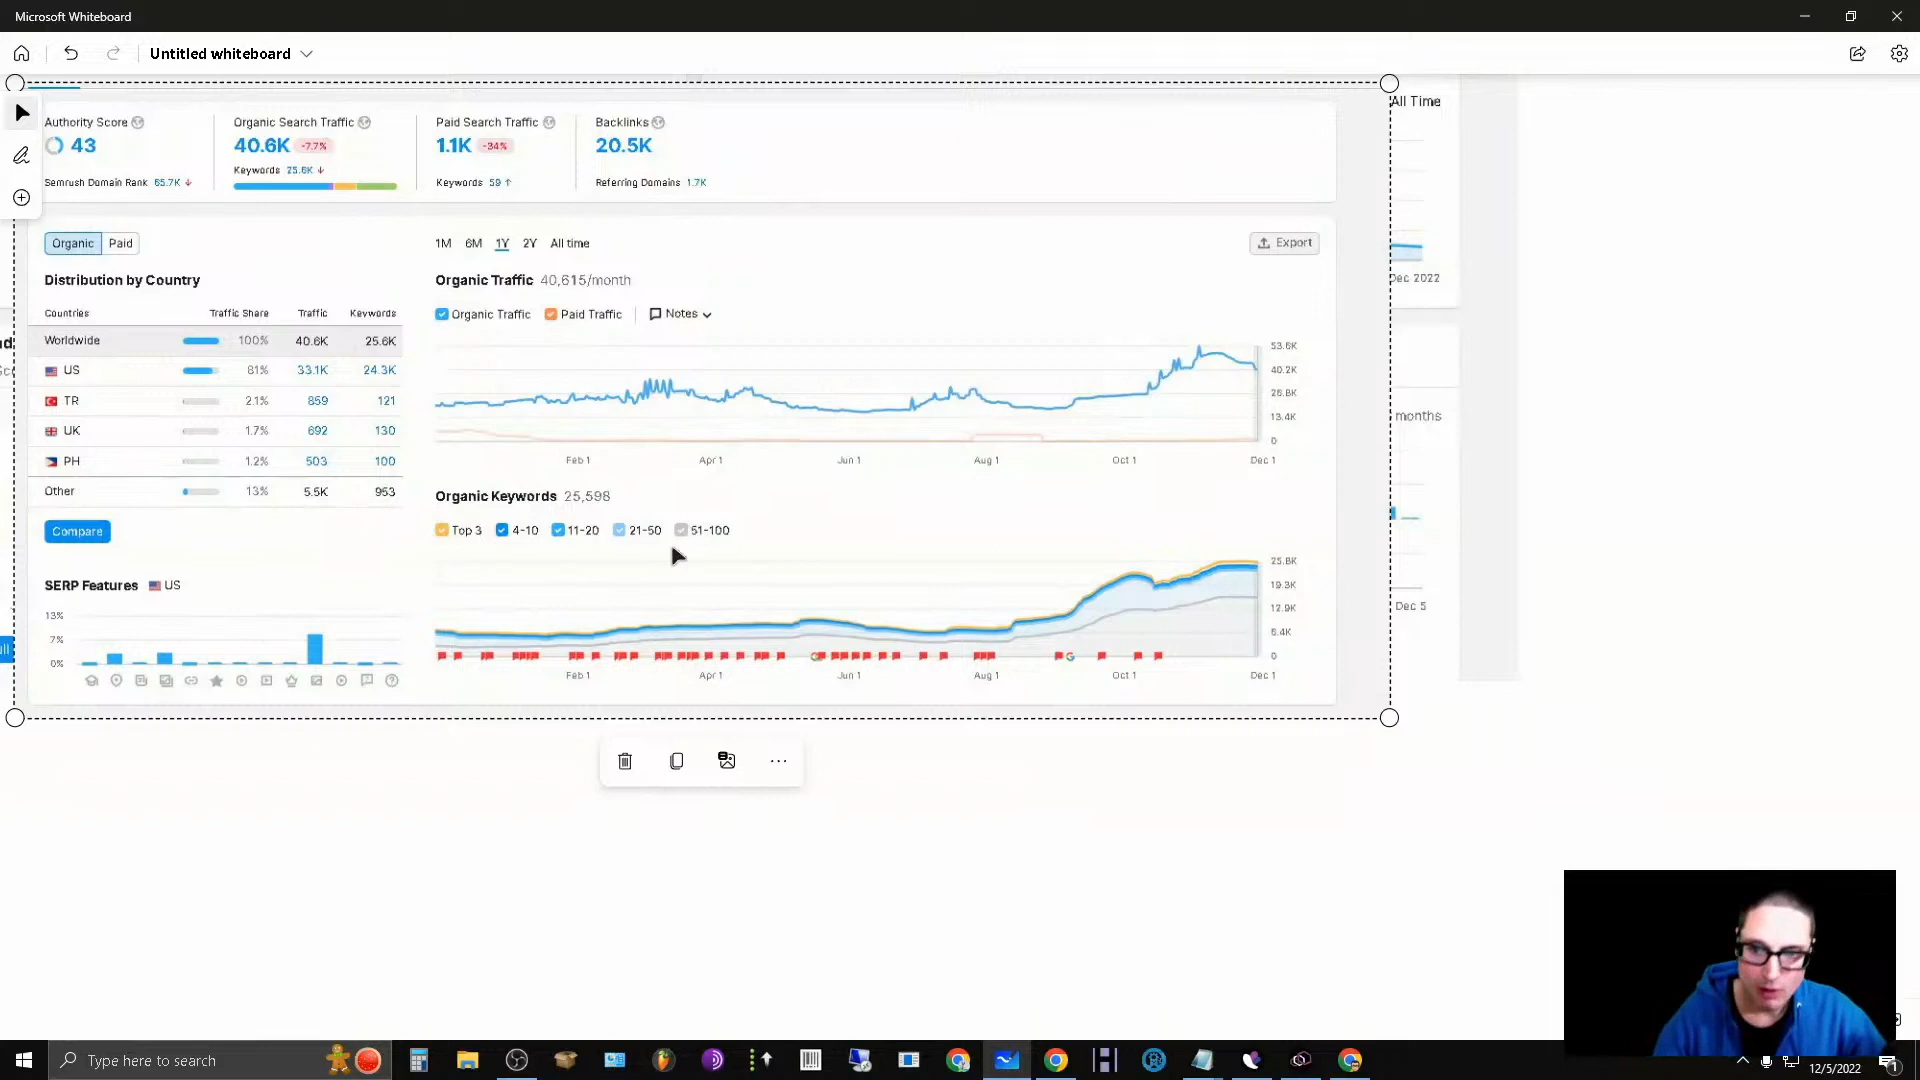 Microsoft Whiteboard
Untitled whiteboard
Authority Score
43
Semrush Domain Rank 65.7K ↓
Organic Search Traffic
40.6K -7.7%
Keywords 25.6K ↓
Paid Search Traffic
1.1K -34%
Keywords 59 ↑
Backlinks
20.5K
Referring Domains 1.7K
All Time
Dec 2022
months
Dec 5
Organic Paid
Distribution by Country
Countries Traffic Share Traffic Keywords
Worldwide 100% 40.6K 25.6K
US 81% 33.1K 24.3K
TR 2.1% 859 121
UK 1.7% 692 130
PH 1.2% 503 100
Other 13% 5.5K 953
Compare
SERP Features US
13%
7%
0%
1M 6M 1Y 2Y All time
Export
Organic Traffic 40,615/month
Organic Traffic Paid Traffic Notes
53.6K
40.2K
26.8K
13.4K
0
Feb 1 Apr 1 Jun 1 Aug 1 Oct 1 Dec 1
Organic Keywords 25,598
Top 3 4-10 11-20 21-50 51-100
25.8K
19.3K
12.9K
6.4K
0
Feb 1 Apr 1 Jun 1 Aug 1 Oct 1 Dec 1
Type here to search
12/5/2022
1